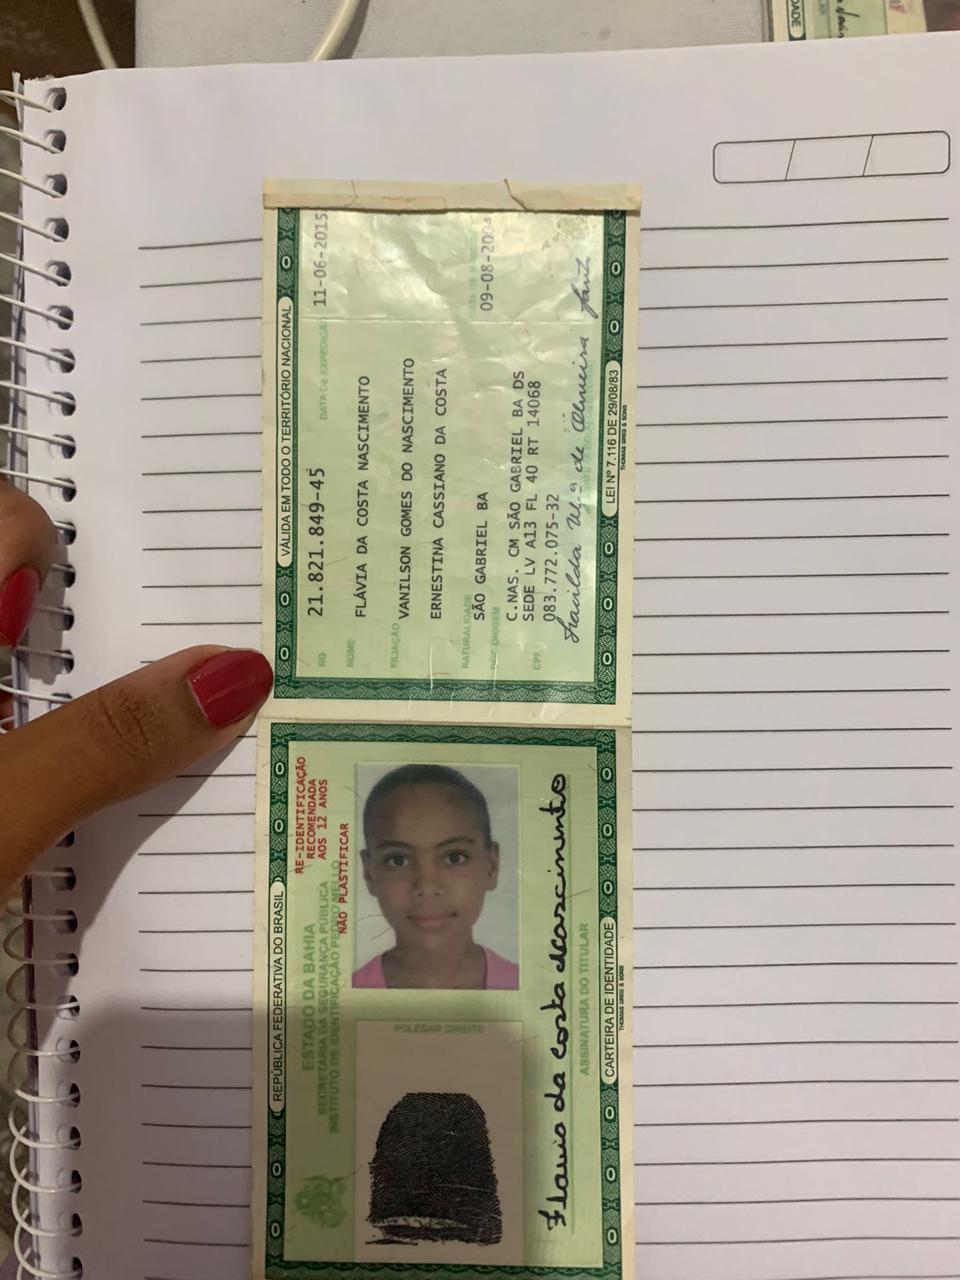 VÁLIDA EM TODO O TERRITÓRIO NACIONAL
RG 21.821.849-45 DATA DE EXPEDIÇÃO 11-06-2015
NOME FLÁVIA DA COSTA NASCIMENTO
FILIAÇÃO VANILSON GOMES DO NASCIMENTO
ERNESTINA CASSIANO DA COSTA
NATURALIDADE SÃO GABRIEL BA 09-08-2004
DOC ORIGEM C.NAS. CM SÃO GABRIEL BA DS
SEDE LV A13 FL 40 RT 14068
CPF 083.772.075-32
de Oliveira
LEI Nº 7.116 DE 29/08/83
THOMAS GREG & SONS
REPÚBLICA FEDERATIVA DO BRASIL
ESTADO DA BAHIA
SECRETARIA DA SEGURANÇA PÚBLICA
INSTITUTO DE IDENTIFICAÇÃO PEDRO MELLO
RE-IDENTIFICAÇÃO
RECOMENDADA
AOS 12 ANOS
NÃO PLASTIFICAR
POLEGAR DIREITO
Flavia da costa Nascimento
ASSINATURA DO TITULAR
CARTEIRA DE IDENTIDADE
THOMAS GREG & SONS